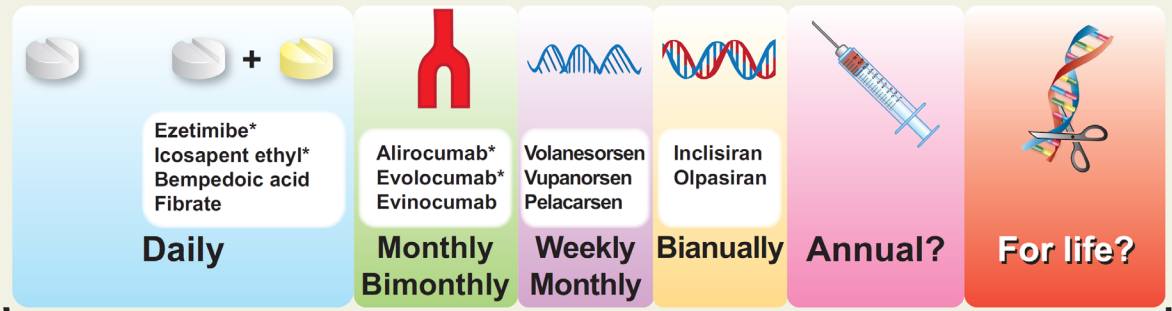 +
Ezetimibe*
Icosapent ethyl*
Bempedoic acid
Fibrate
Daily
Alirocumab*
Evolocumab*
Evinocumab
Monthly
Bimonthly
Volanesorsen
Vupanorsen
Pelacarsen
Weekly
Monthly
Inclisiran
Olpasiran
Bianually
Annual?
For life?